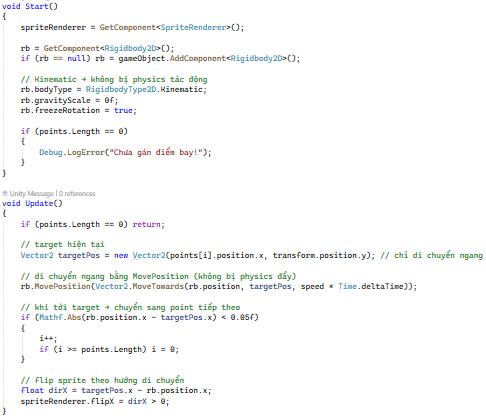 void Start()
{
spriteRenderer = GetComponent<SpriteRenderer>();
rb = GetComponent<Rigidbody2D>();
if (rb == null) rb = gameObject.AddComponent<Rigidbody2D>();
// Kinematic → không bị physics tác động
rb.bodyType = RigidbodyType2D.Kinematic;
rb.gravityScale = 0f;
rb.freezeRotation = true;
if (points.Length == 0)
{
Debug.LogError("Chưa gán điểm bay!");
}
}
Unity Message | 0 references
void Update()
{
if (points.Length == 0) return;
// target hiện tại
Vector2 targetPos = new Vector2(points[i].position.x, transform.position.y); // chỉ di chuyển ngang
// di chuyển ngang bằng MovePosition (không bị physics đẩy)
rb.MovePosition(Vector2.MoveTowards(rb.position, targetPos, speed * Time.deltaTime));
// khi tới target → chuyển sang point tiếp theo
if (Mathf.Abs(rb.position.x - targetPos.x) < 0.05f)
{
i++;
if (i >= points.Length) i = 0;
}
// flip sprite theo hướng di chuyển
float dirX = targetPos.x - rb.position.x;
spriteRenderer.flipX = dirX > 0;
}